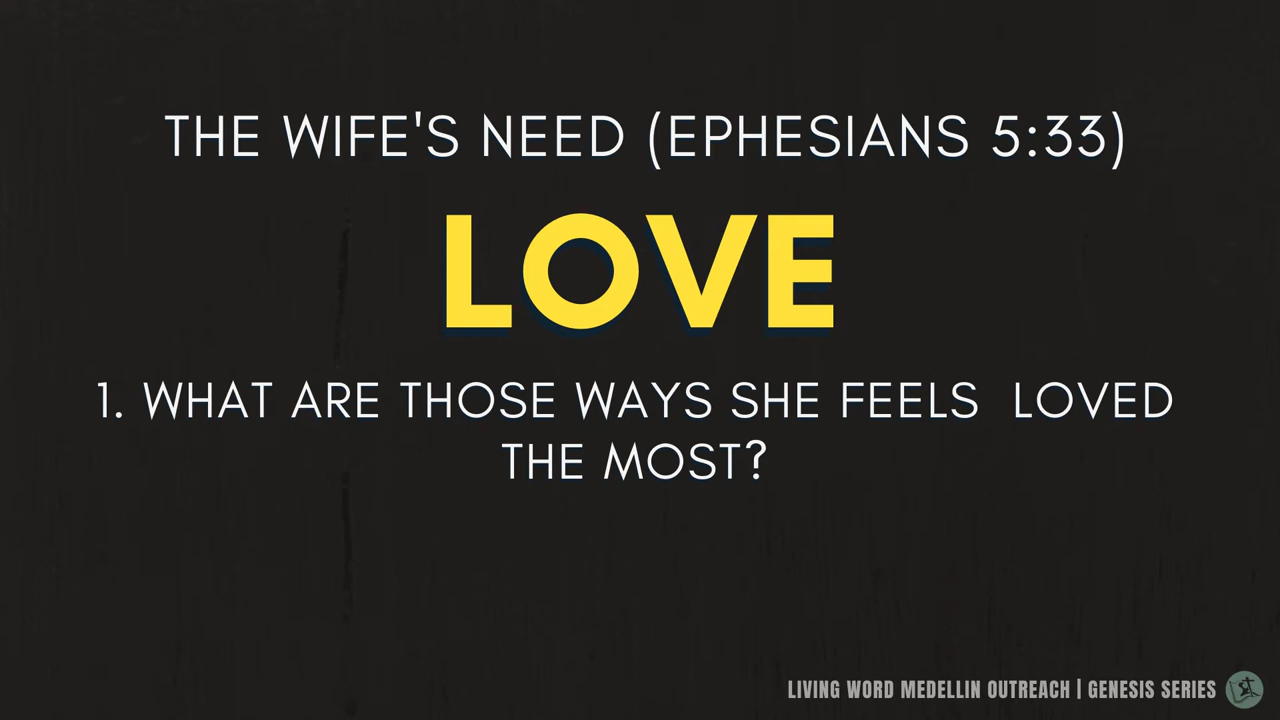 THE WIFE'S NEED (EPHESIANS 5:33)
LOVE
1. WHAT ARE THOSE WAYS SHE FEELS  LOVED
THE MOST?
LIVING WORD MEDELLIN OUTREACH | GENESIS SERIES